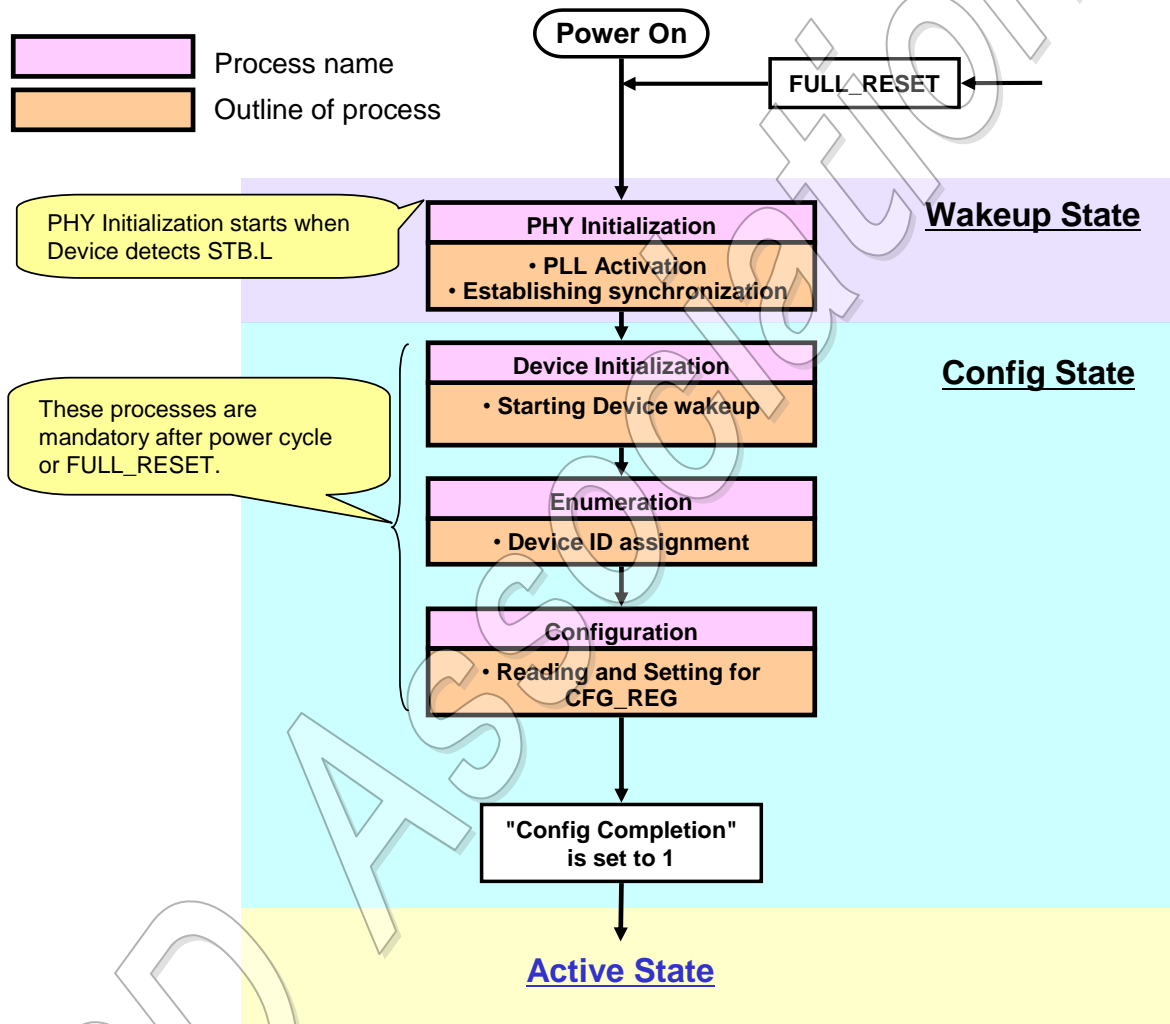 Power On
Process name
FULL_RESET
Outline of process
PHY Initialization starts when
Device detects STB.L
PHY Initialization
• PLL Activation
• Establishing synchronization
Wakeup State
Device Initialization
• Starting Device wakeup
Config State
These processes are
mandatory after power cycle
or FULL_RESET.
Enumeration
• Device ID assignment
Configuration
• Reading and Setting for
CFG_REG
"Config Completion"
is set to 1
Active State
D Association